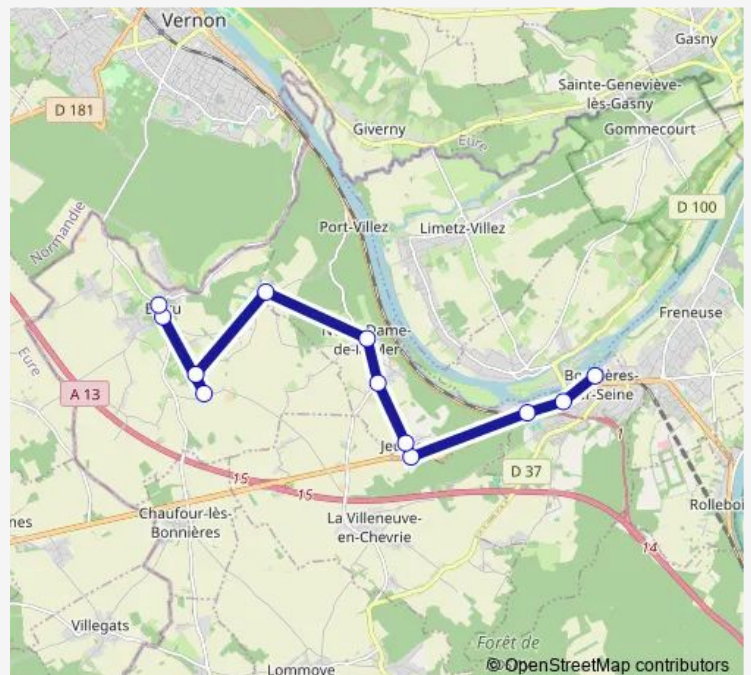 Vernon
Gasny
Sainte-Geneviève-
lès-Gasny
D 181
Giverny
Eure
Gommecourt
D 100
Normandie
Port-Villez
Limetz-Villez
Freneuse
Eure
A 13
15
15
D 37
1
Rolleboi
Chaufour-lès-
Bonnières
nes
La Villeneuve-
en-Chevrie
14
Villegats
Forêt de
Lommoye
© OpenStreetMap contributors